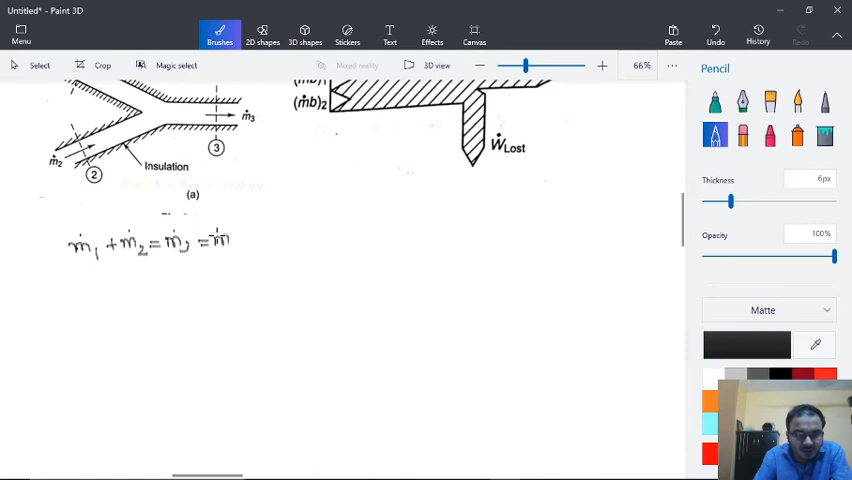 Untitled* - Paint 3D
Menu
Brushes
2D shapes
3D shapes
Stickers
Text
Effects
Canvas
Paste
Undo
History
Redo
Select
Crop
Magic select
Mixed reality
3D view
66%
Pencil
Thickness
6px
Opacity
100%
Matte
(ṁb)₂
ṁ₃
3
ṁ₂
2
Insulation
(a)
Ẇ Lost
ṁ₁ + ṁ₂ = ṁ₃ = ṁ